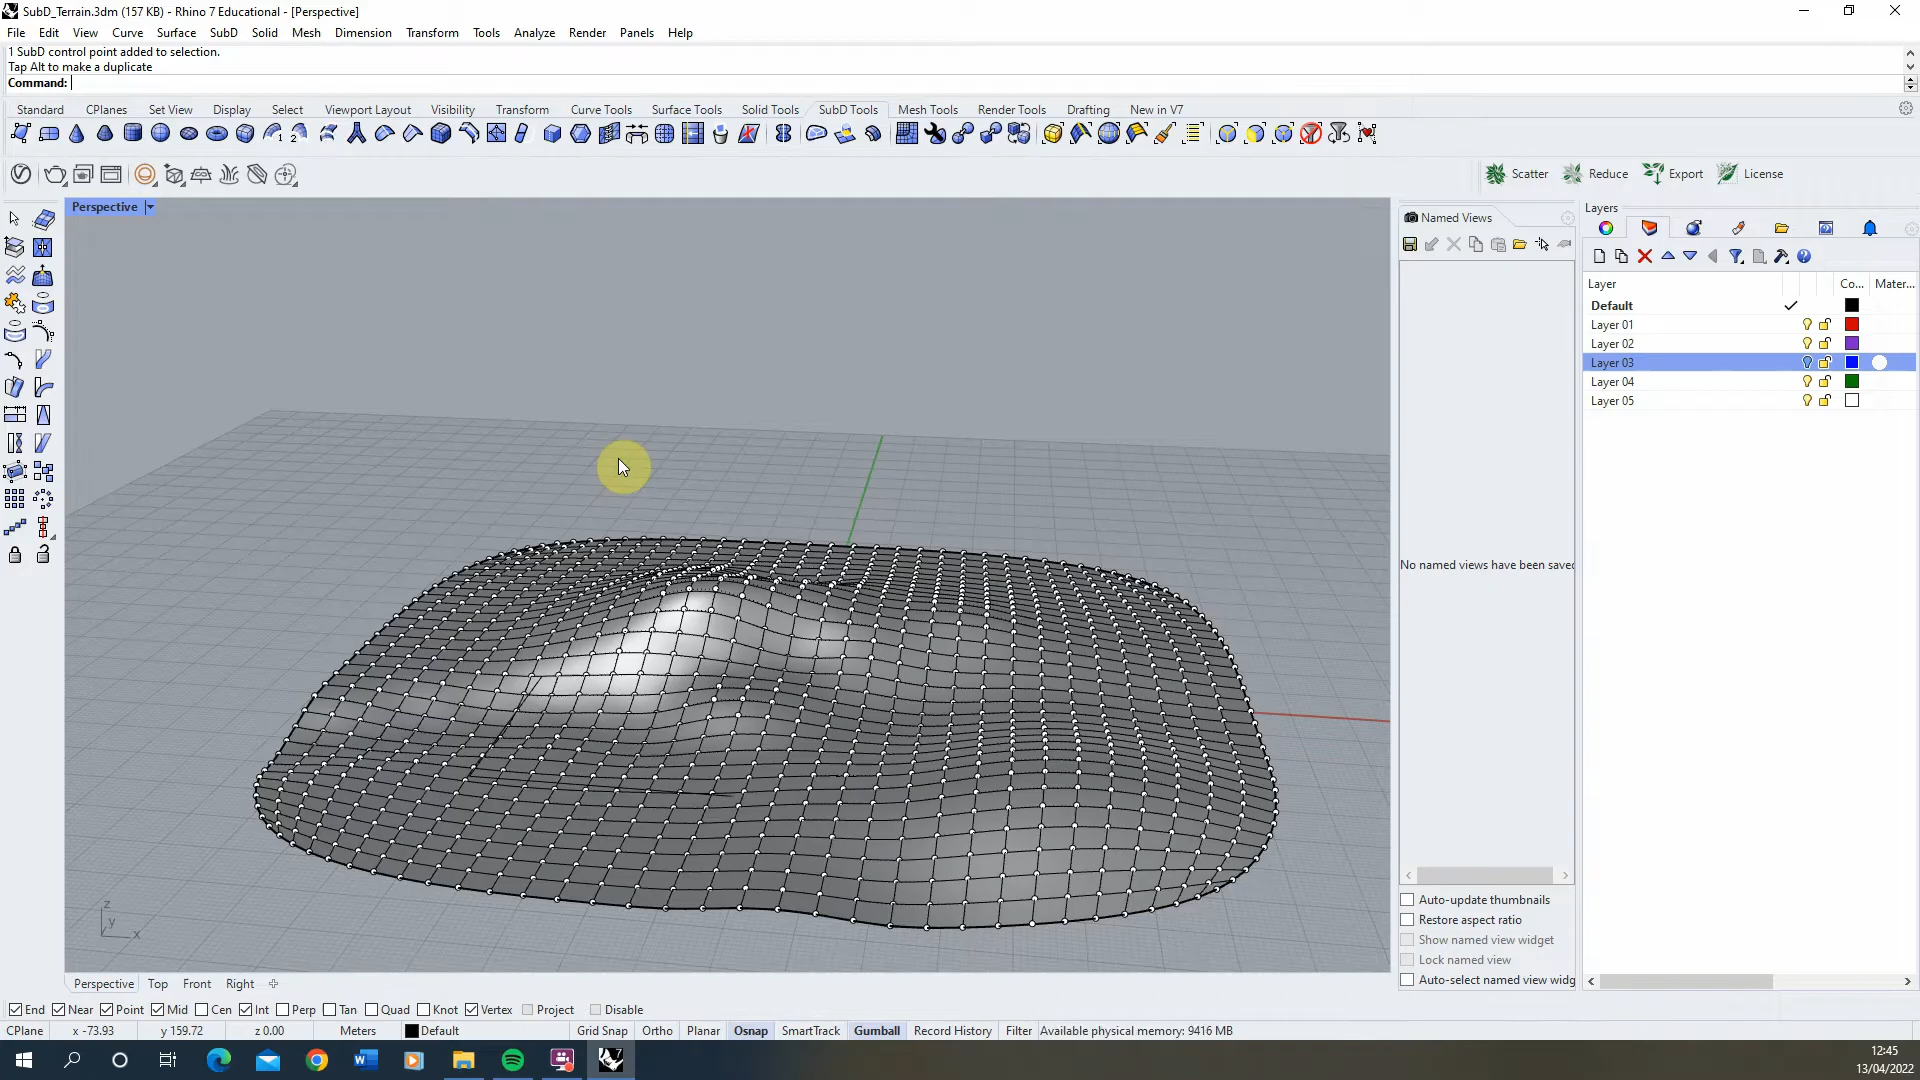 SubD_Terrain.3dm (157 KB) - Rhino 7 Educational - [Perspective]
File Edit View Curve Surface SubD Solid Mesh Dimension Transform Tools Analyze Render Panels Help
1 SubD control point added to selection.
Tap Alt to make a duplicate
Command:
Standard CPlanes Set View Display Select Viewport Layout Visibility Transform Curve Tools Surface Tools Solid Tools SubD Tools Mesh Tools Render Tools Drafting New in V7
Scatter Reduce Export License
Perspective
Named Views
Layers
Layer Co... Mater...
Default
Layer 01
Layer 02
Layer 03
Layer 04
Layer 05
No named views have been saved
Auto-update thumbnails
Restore aspect ratio
Show named view widget
Lock named view
Auto-select named view widg
z
y
x
Perspective Top Front Right
End Near Point Mid Cen Int Perp Tan Quad Knot Vertex Project Disable
CPlane x -73.93 y 159.72 z 0.00 Meters Default Grid Snap Ortho Planar Osnap SmartTrack Gumball Record History Filter Available physical memory: 9416 MB
12:45
13/04/2022